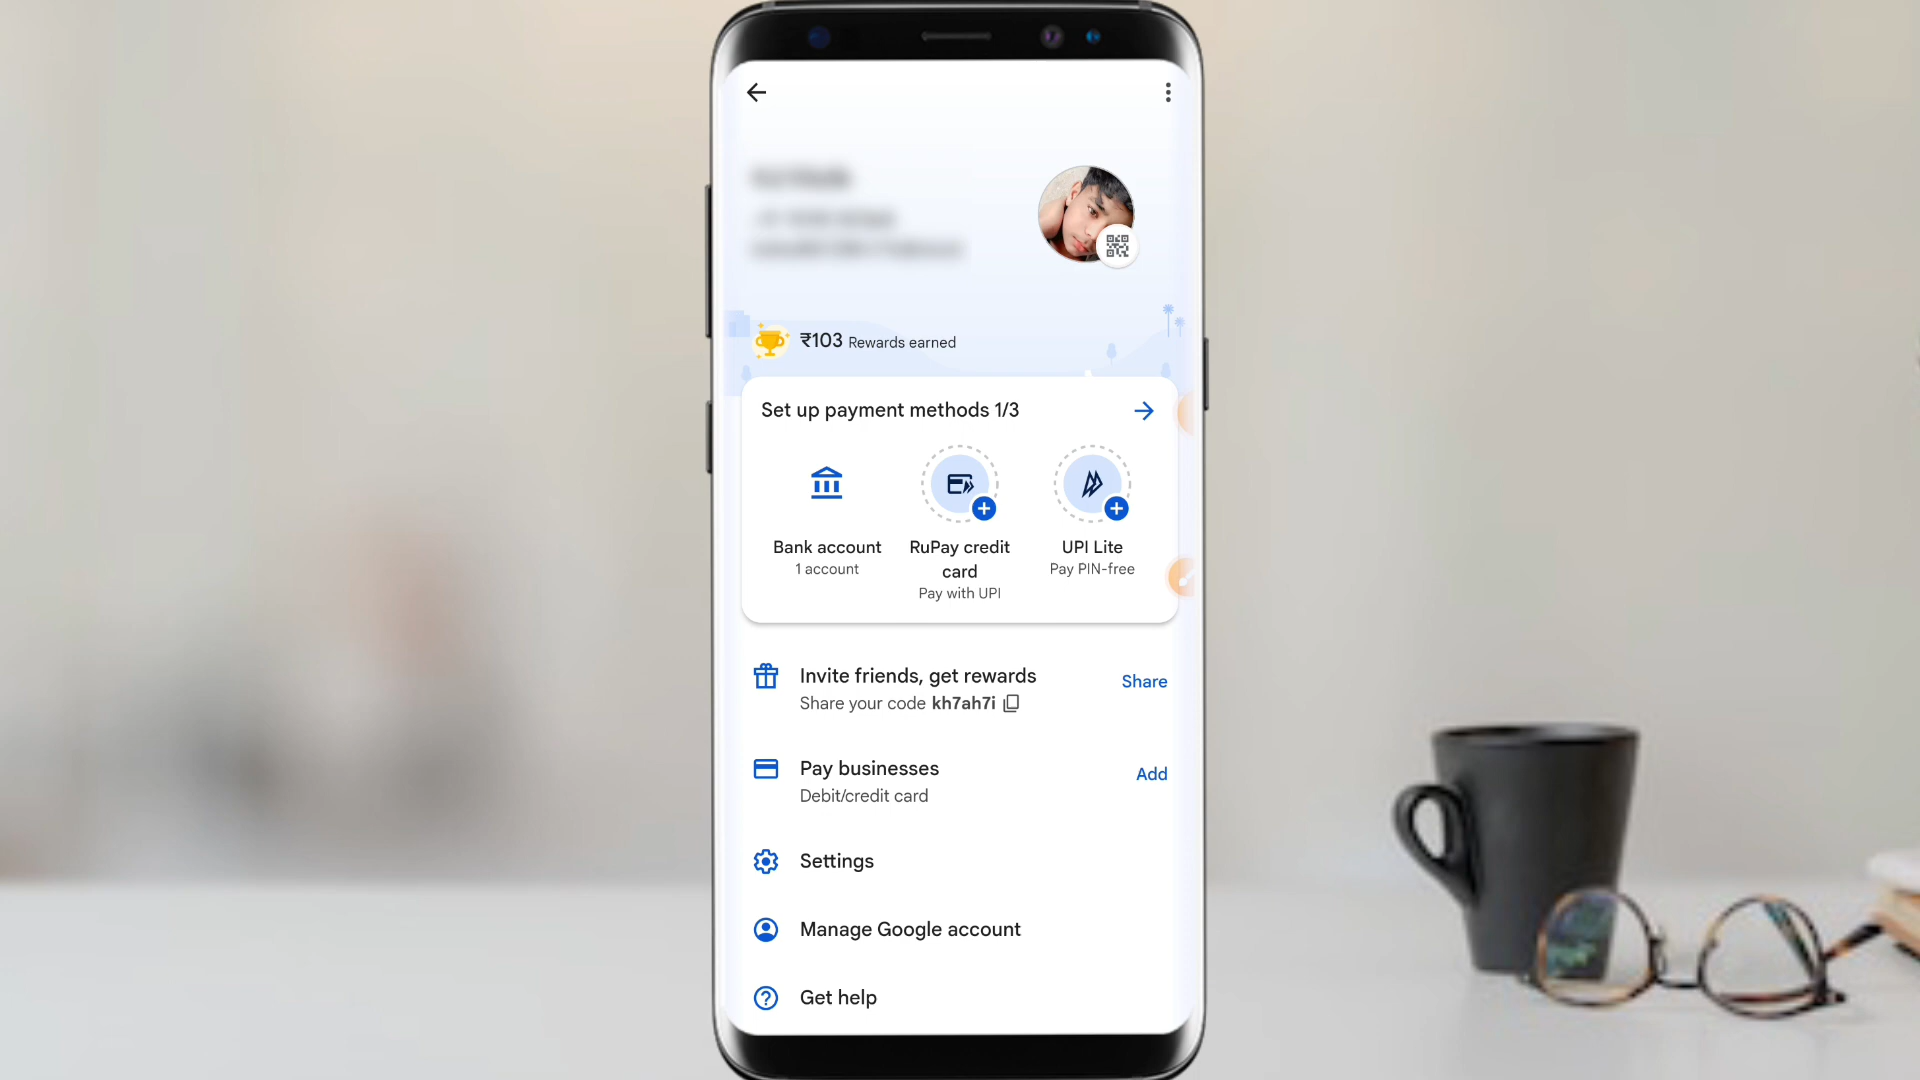 ₹103 Rewards earned
Set up payment methods 1/3
Bank account
1 account
RuPay credit
card
Pay with UPI
UPI Lite
Pay PIN-free
Invite friends, get rewards
Share your code kh7ah7i
Share
Pay businesses
Debit/credit card
Add
Settings
Manage Google account
Get help